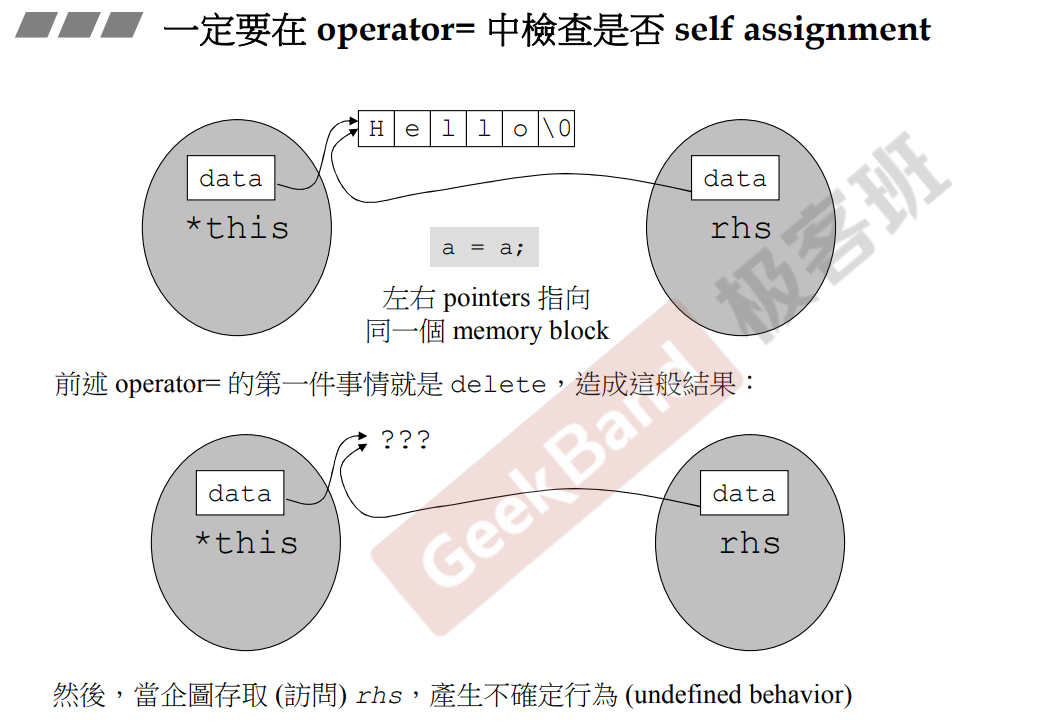 一定要在 operator= 中檢查是否 self assignment
H e l l o \0
data
data
*this
rhs
a = a;
左右 pointers 指向
同一個 memory block
前述 operator= 的第一件事情就是 delete，造成這般結果：
???
data
data
*this
rhs
然後，當企圖存取 (訪問) rhs，產生不確定行為 (undefined behavior)
GeekBand 极客班